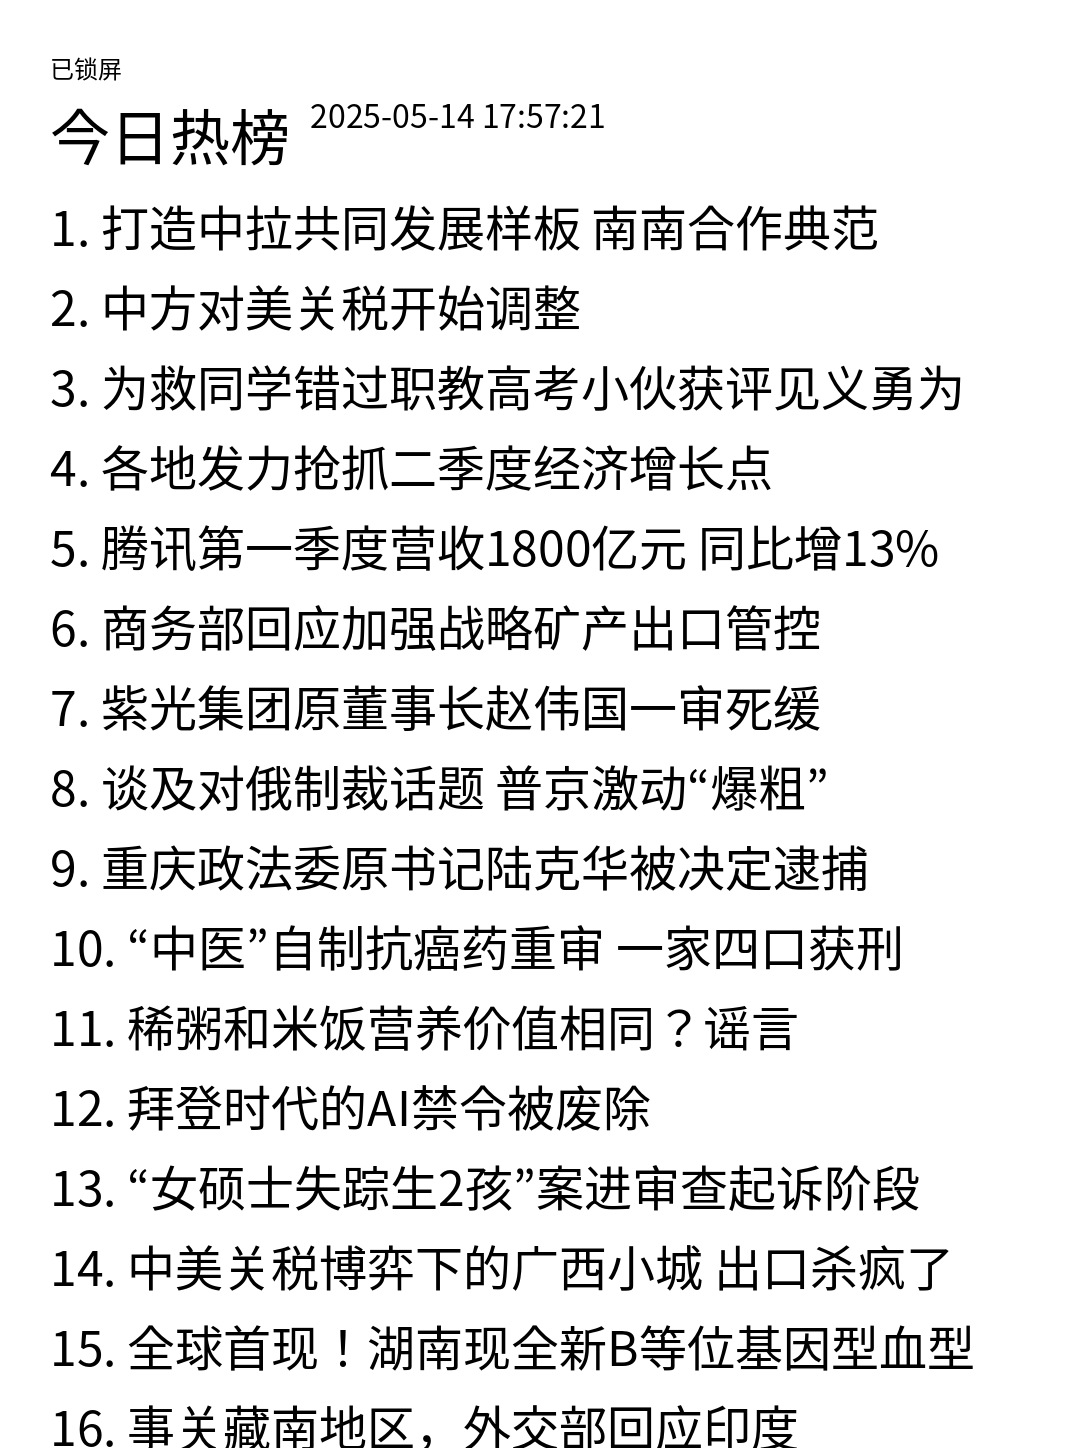 已锁屏
今日热榜 2025-05-14 17:57:21
1. 打造中拉共同发展样板 南南合作典范
2. 中方对美关税开始调整
3. 为救同学错过职教高考小伙获评见义勇为
4. 各地发力抢抓二季度经济增长点
5. 腾讯第一季度营收1800亿元 同比增13%
6. 商务部回应加强战略矿产出口管控
7. 紫光集团原董事长赵伟国一审死缓
8. 谈及对俄制裁话题 普京激动“爆粗”
9. 重庆政法委原书记陆克华被决定逮捕
10. “中医”自制抗癌药重审 一家四口获刑
11. 稀粥和米饭营养价值相同？谣言
12. 拜登时代的AI禁令被废除
13. “女硕士失踪生2孩”案进审查起诉阶段
14. 中美关税博弈下的广西小城 出口杀疯了
15. 全球首现！湖南现全新B等位基因型血型
16. 事关藏南地区，外交部回应印度